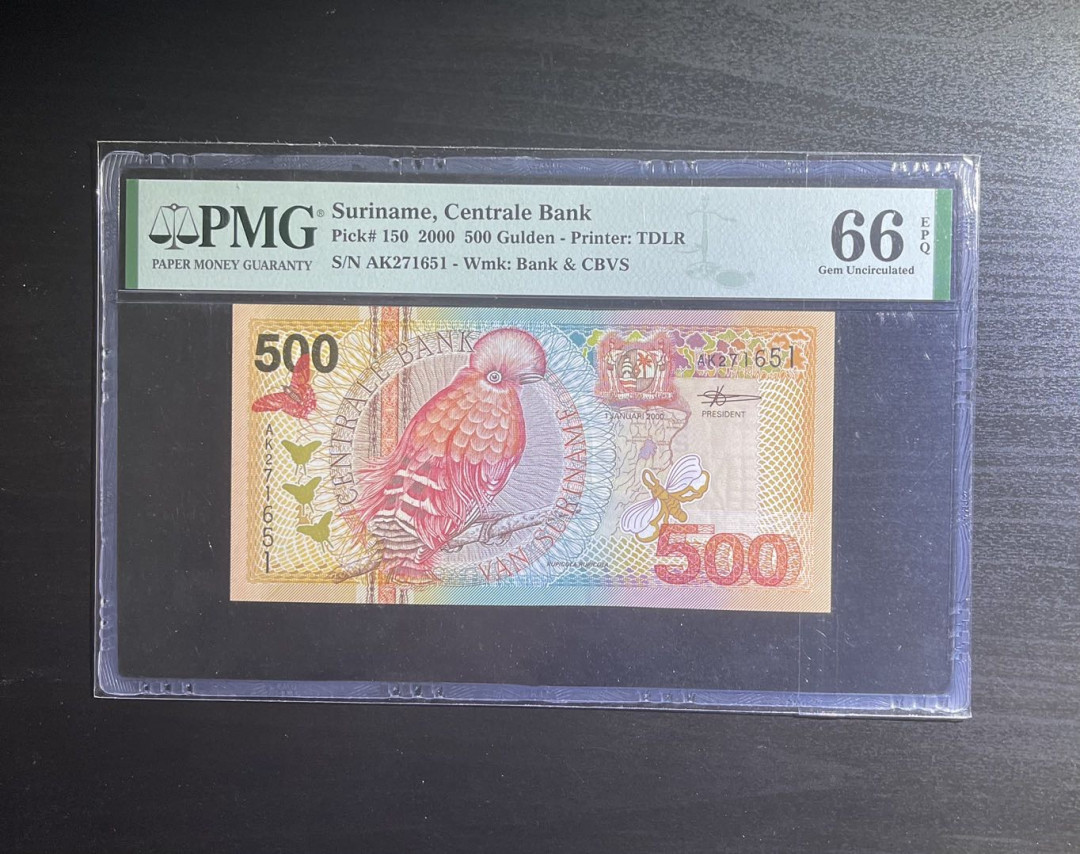 PMG®
PAPER MONEY GUARANTY
Suriname, Centrale Bank
Pick# 150 2000 500 Gulden - Printer: TDLR
S/N AK271651 - Wmk: Bank & CBVS
66
EPQ
Gem Uncirculated
500
CENTRALE BANK
VAN SURINAME
AK271651
1 JANUARI 2000
PRESIDENT
AK271651
500